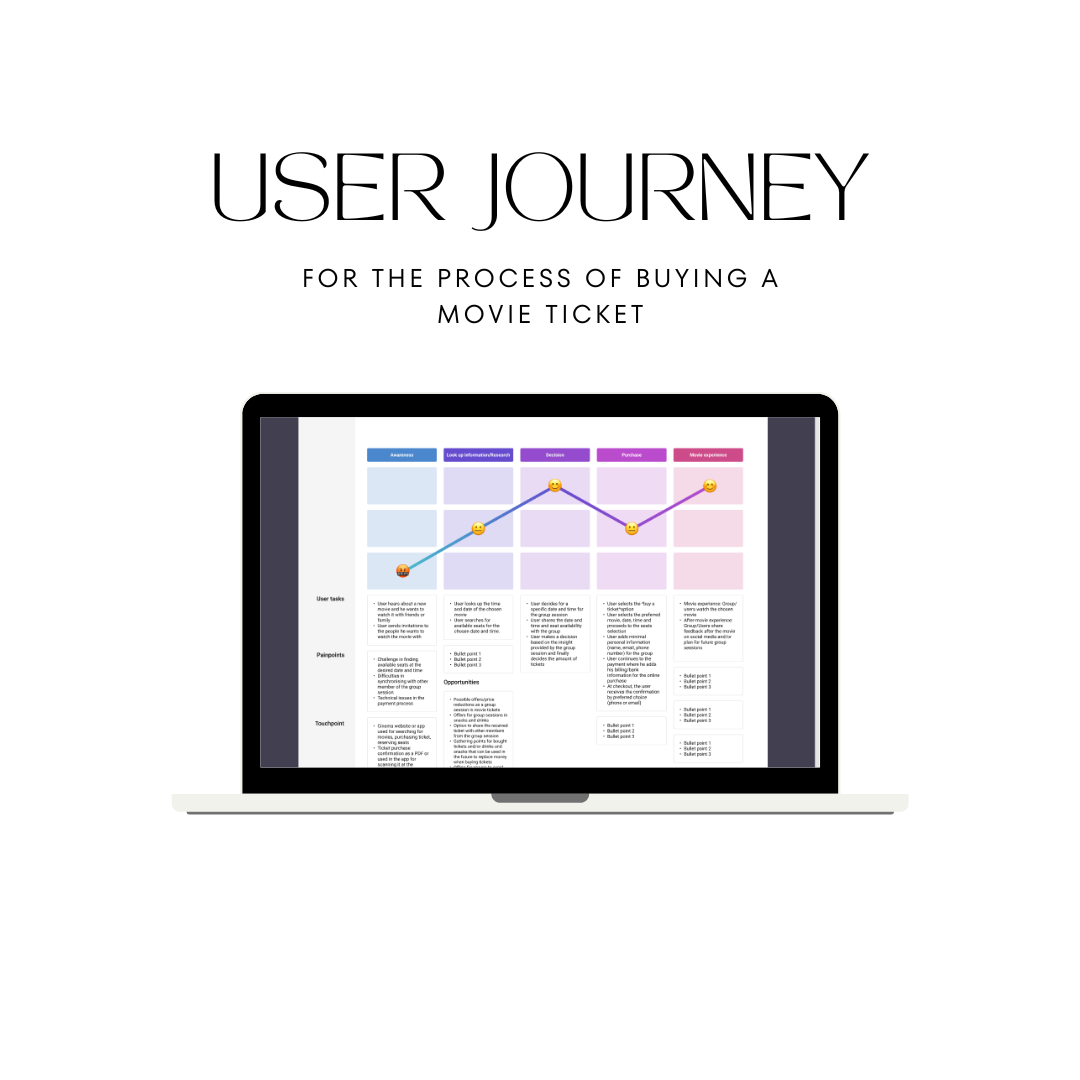 USER JOURNEY
FOR THE PROCESS OF BUYING A
MOVIE TICKET
Awareness
Look up information/Research
Decision
Purchase
Movie experience
User tasks
• User hears about a new
movie and he wants to
watch it with friends or
family
• User sends invitations to
the people he wants to
watch the movie with
• User looks up the time
and date of the chosen
movie
• User searches for
available seats for the
chosen date and time.
• User decides for a
specific date and time for
the group session
• User shares the date and
time and seat availability
with the group
• User makes a decision
based on the insight
provided by the group
session and finally
decides the amount of
tickets
• User selects the "buy a
ticket"option
• User selects the preferred
movie, date, time and
proceeds to the seats
selection
• User adds minimal
personal information
(name, email, phone
number) for the group
• User continues to the
payment where he adds
his billing/bank
information for the online
purchase
• At checkout, the user
receives the confirmation
by preferred choice
(phone or email)
• Movie experience: Group/
users watch the chosen
movie
• After-movie experience:
Group/Users share
feedback after the movie
on social media and/or
plan for future group
sessions
Painpoints
• Challenge in finding
available seats at the
desired date and time
• Difficulties in
synchronising with other
member of the group
session
• Technical issues in the
payment process
• Bullet point 1
• Bullet point 2
• Bullet point 3
Opportunities
• Possible offers/price
reductions as a group
session in movie tickets
• Offers for group sessions in
snacks and drinks
• Option to share the reserved
ticket with other members
from the group session
• Gathering points for bought
tickets and/or drinks and
snacks that can be used in
the future to replace money
when buying tickets
• Bullet point 1
• Bullet point 2
• Bullet point 3
• Bullet point 1
• Bullet point 2
• Bullet point 3
• Bullet point 1
• Bullet point 2
• Bullet point 3
• Bullet point 1
• Bullet point 2
• Bullet point 3
Touchpoint
• Cinema website or app
used for searching for
movies, purchasing ticket,
reserving seats
• Ticket purchase
confirmation as a PDF or
used in the app for
scanning it at the